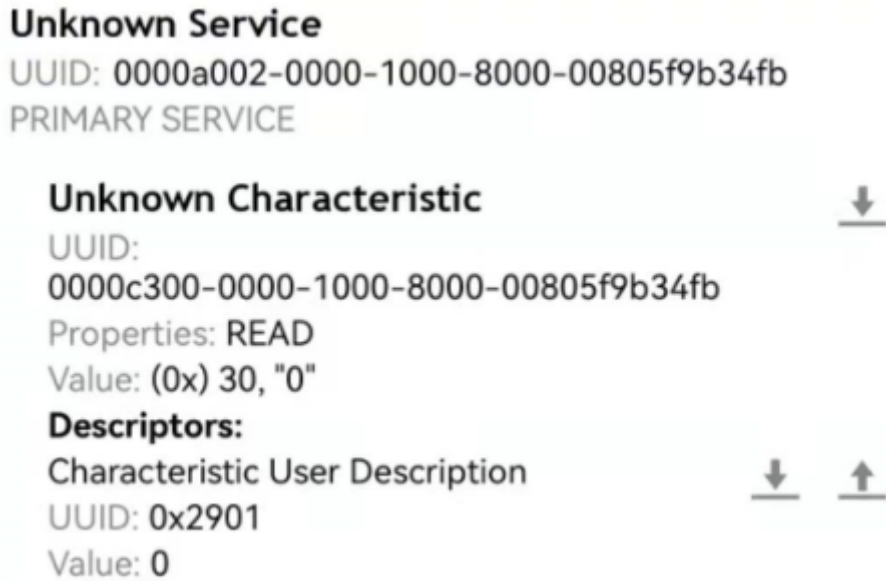 Unknown Service
UUID: 0000a002-0000-1000-8000-00805f9b34fb
PRIMARY SERVICE
Unknown Characteristic
UUID:
0000c300-0000-1000-8000-00805f9b34fb
Properties: READ
Value: (0x) 30, "0"
Descriptors:
Characteristic User Description
UUID: 0x2901
Value: 0